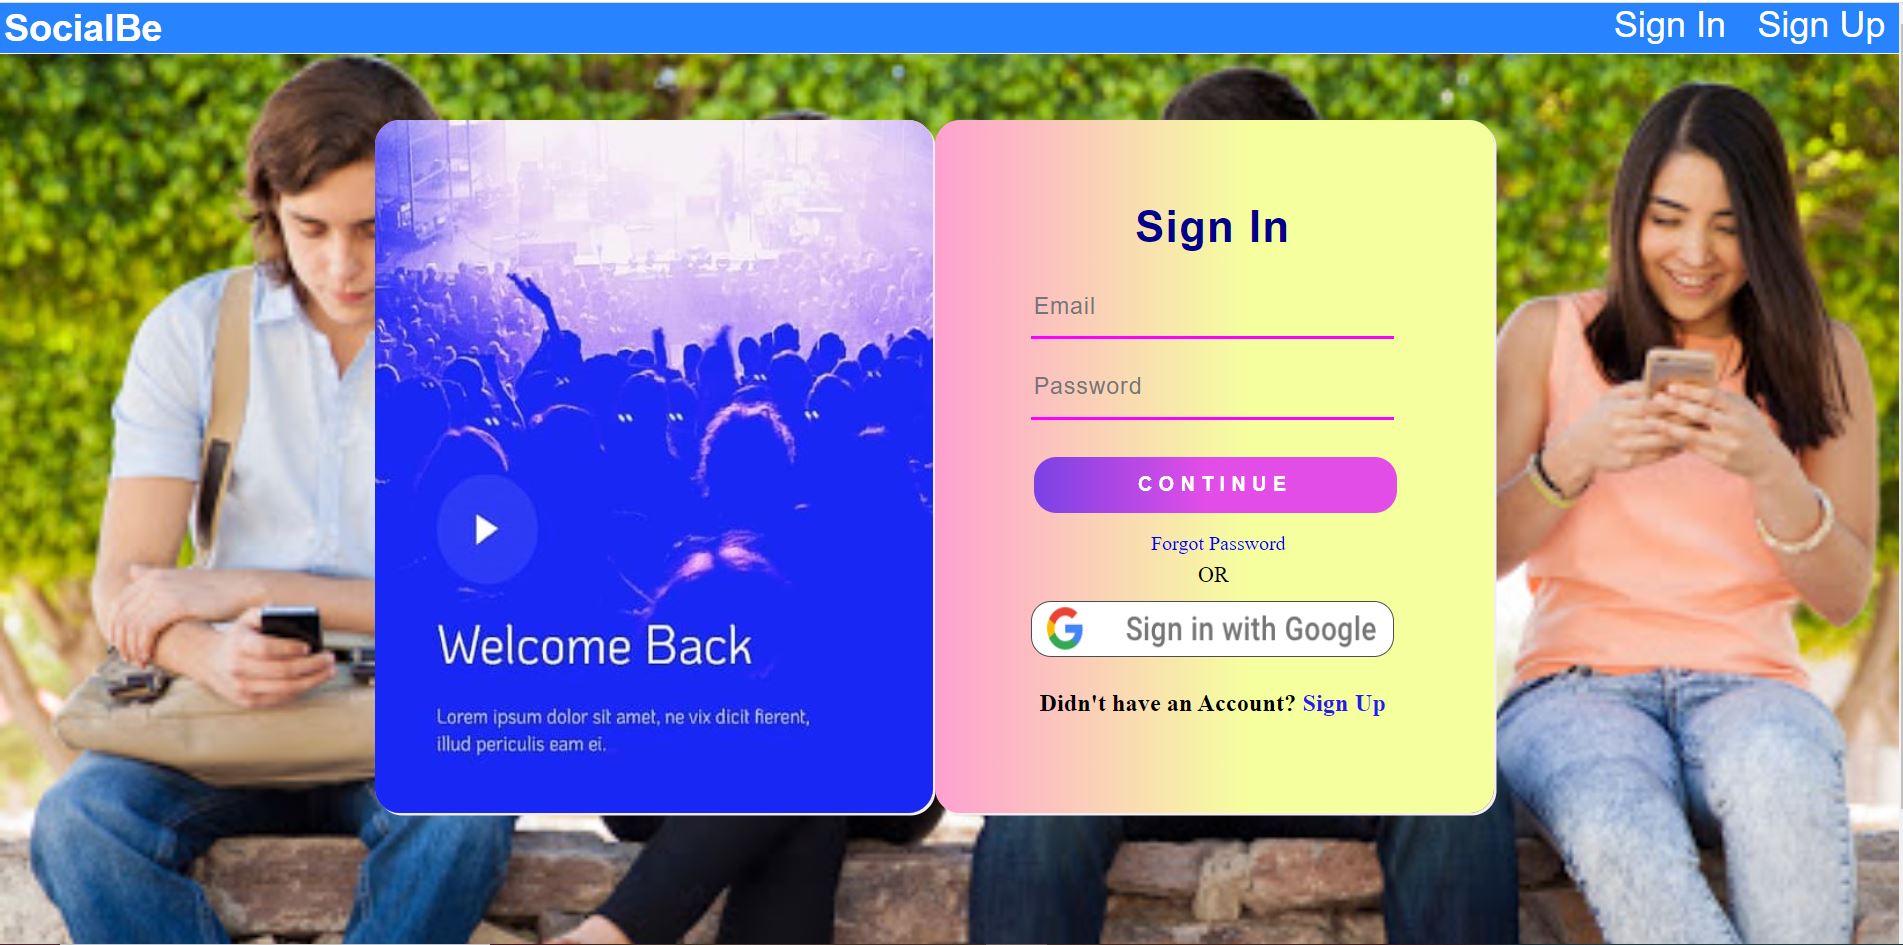 SocialBe
Sign In Sign Up
Sign In
Email
Password
CONTINUE
Forgot Password
OR
Sign in with Google
Didn't have an Account? Sign Up
Welcome Back
Lorem ipsum dolor sit amet, ne vix dicit fierent,
illud periculis eam ei.